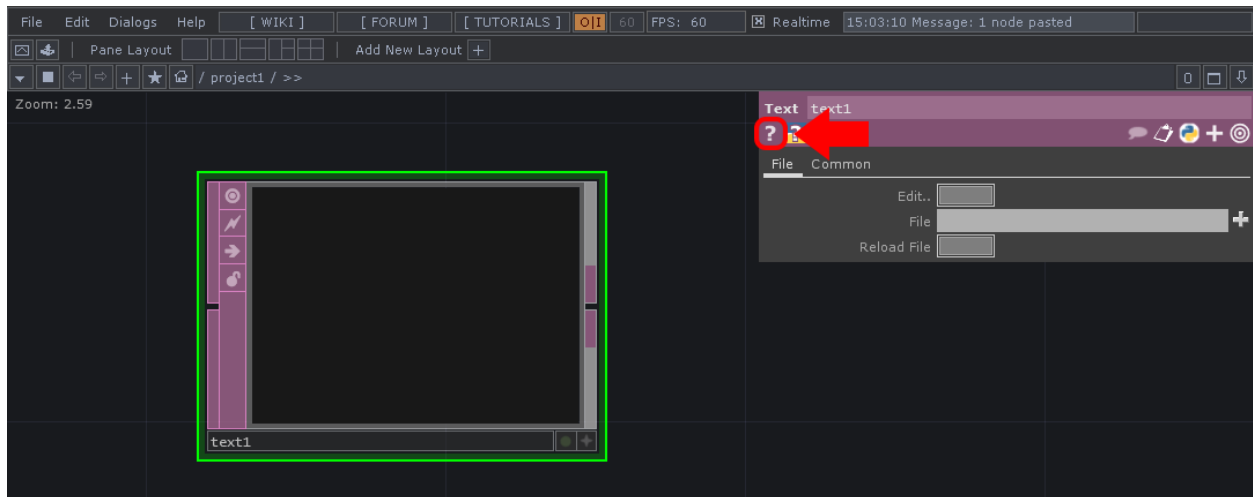 File Edit Dialogs Help [ WIKI ] [ FORUM ] [ TUTORIALS ] O|I 60 FPS: 60 Realtime 15:03:10 Message: 1 node pasted
Pane Layout Add New Layout +
/ project1 / >> 0
Zoom: 2.59
Text text1
? ?
File Common
Edit..
File
Reload File
text1